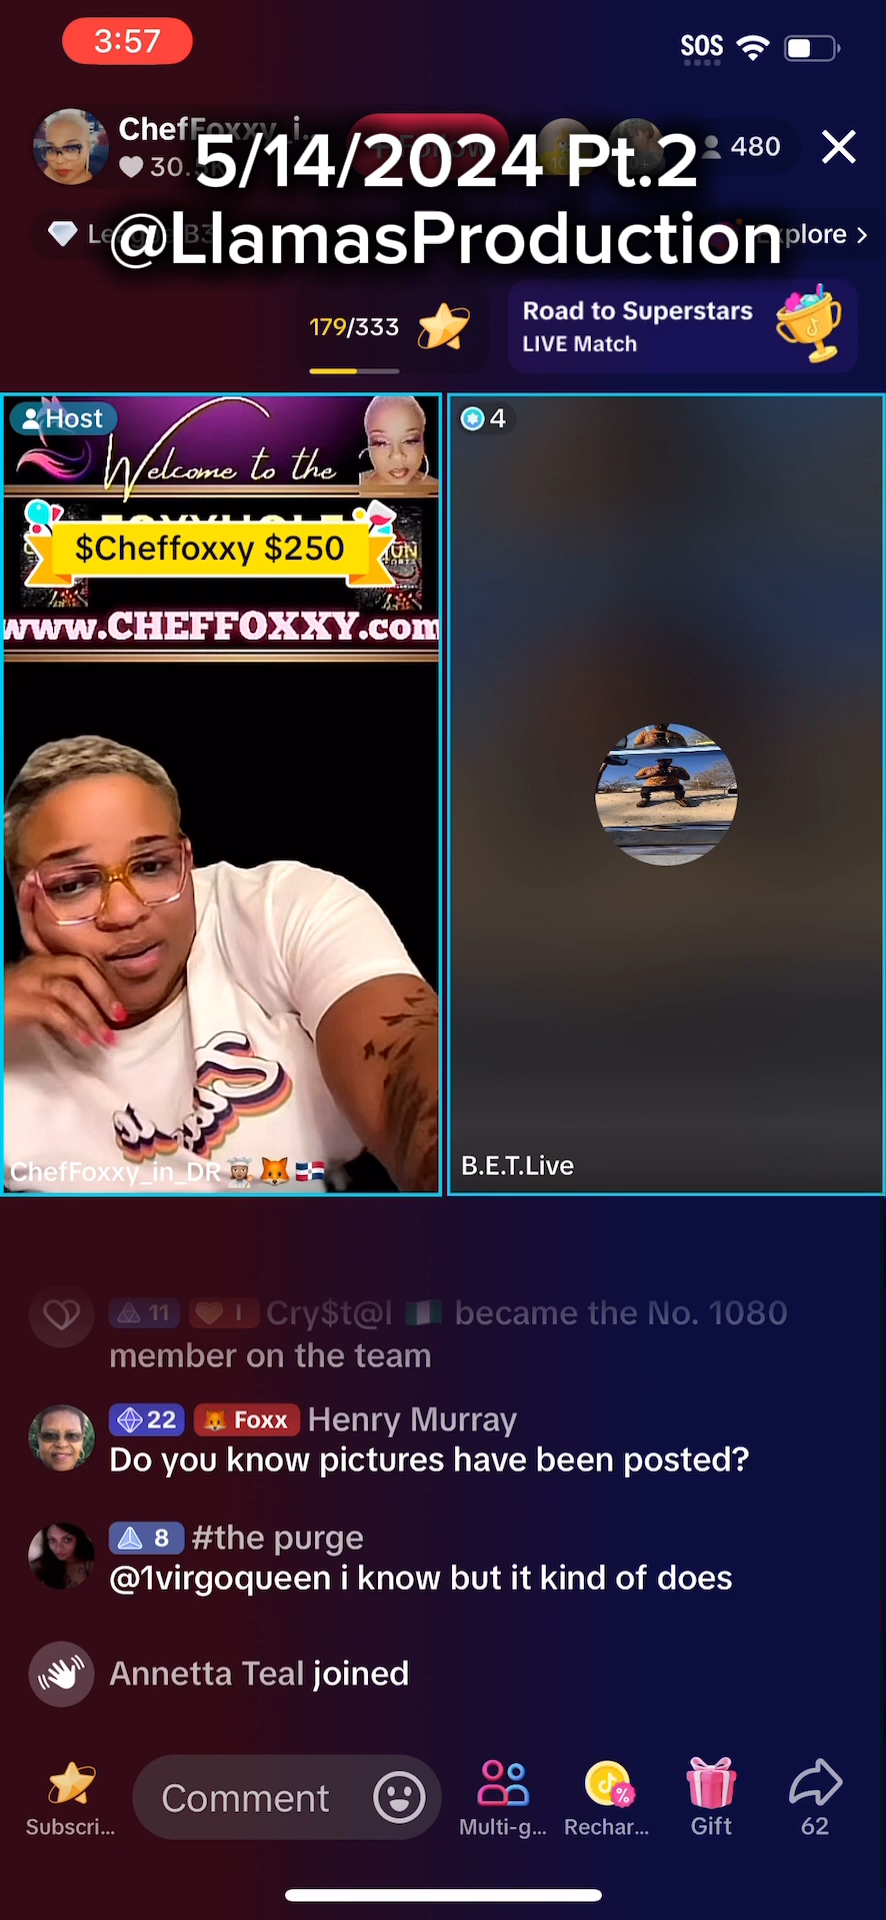 3:57
SOS
ChefFoxxy_i...
5/14/2024 Pt.2
480
@LlamasProduction
Explore >
179/333
Road to Superstars
LIVE Match
Host
4
Welcome to the
$Cheffoxxy $250
www.CHEFFOXXY.com
ChefFoxxy_in_DR
B.E.T.Live
11 I Cry$t@l became the No. 1080
member on the team
22 Foxx Henry Murray
Do you know pictures have been posted?
8 #the purge
@1virgoqueen i know but it kind of does
Annetta Teal joined
Comment
Subscri...
Multi-g...
Rechar...
Gift
62